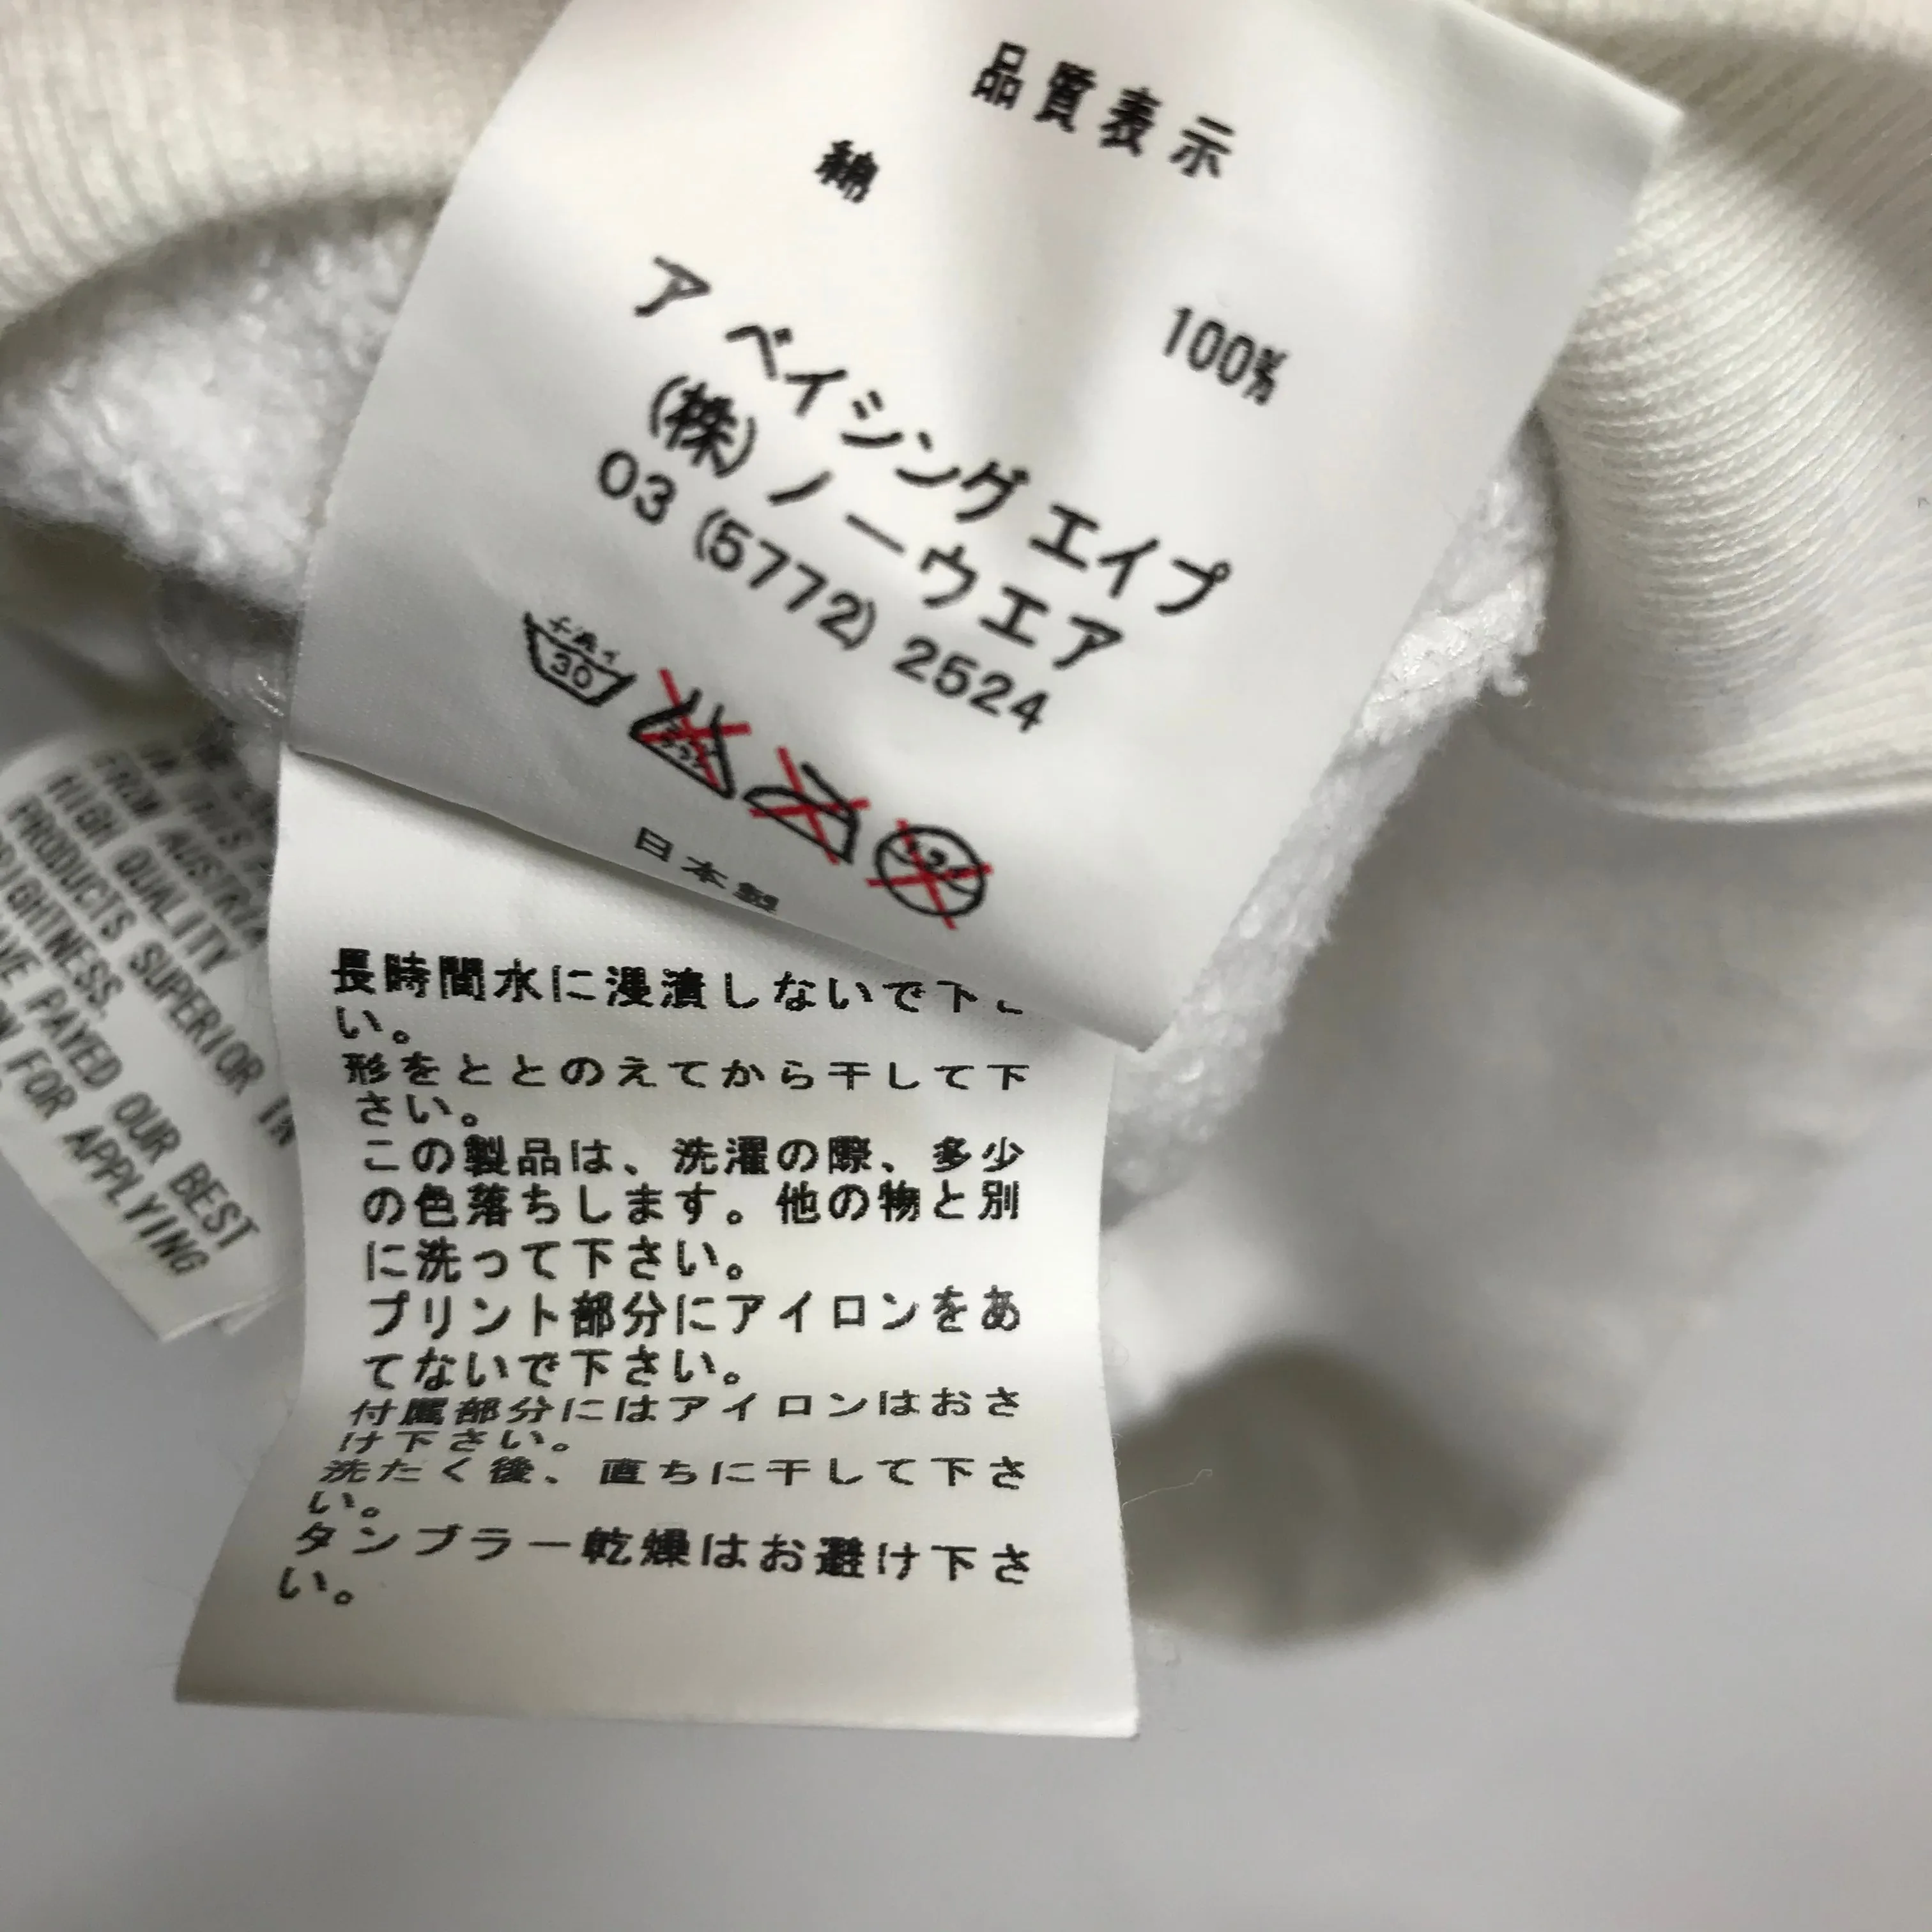 品質表示
綿
100%
ア ベイシング エイプ
(株)ノーウエア
03 (5772) 2524
30
日本製
長時間水に浸漬しないで下
い。
形をととのえてから干して下
さい。
この製品は、洗濯の際、多少
の色落ちします。他の物と別
に洗って下さい。
プリント部分にアイロンをあ
てないで下さい。
付属部分にはアイロンはおさ
け下さい。
洗たく後、直ちに干して下さ
い。
タンブラー乾燥はお避け下さ
い。
FROM
HIGH QUALITY
PRODUCTS SUPERIOR IN
PAYED OUR BEST
FOR APPLYING